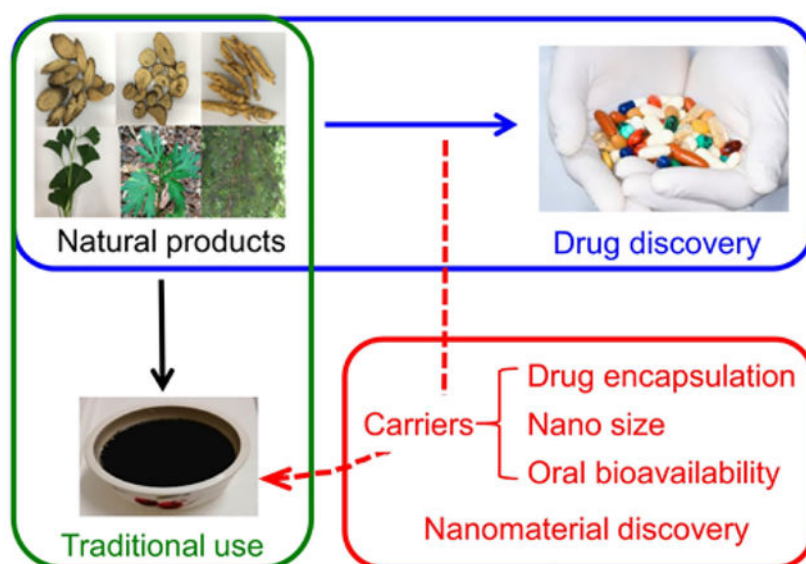 Natural products
Drug discovery
Drug encapsulation
Carriers
Nano size
Oral bioavailability
Nanomaterial discovery
Traditional use